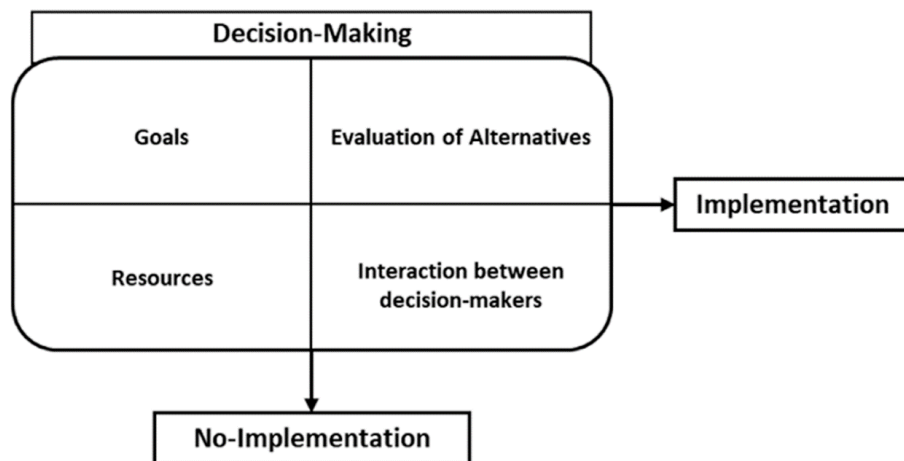 Decision-Making
Goals
Evaluation of Alternatives
Implementation
Resources
Interaction between
decision-makers
No-Implementation